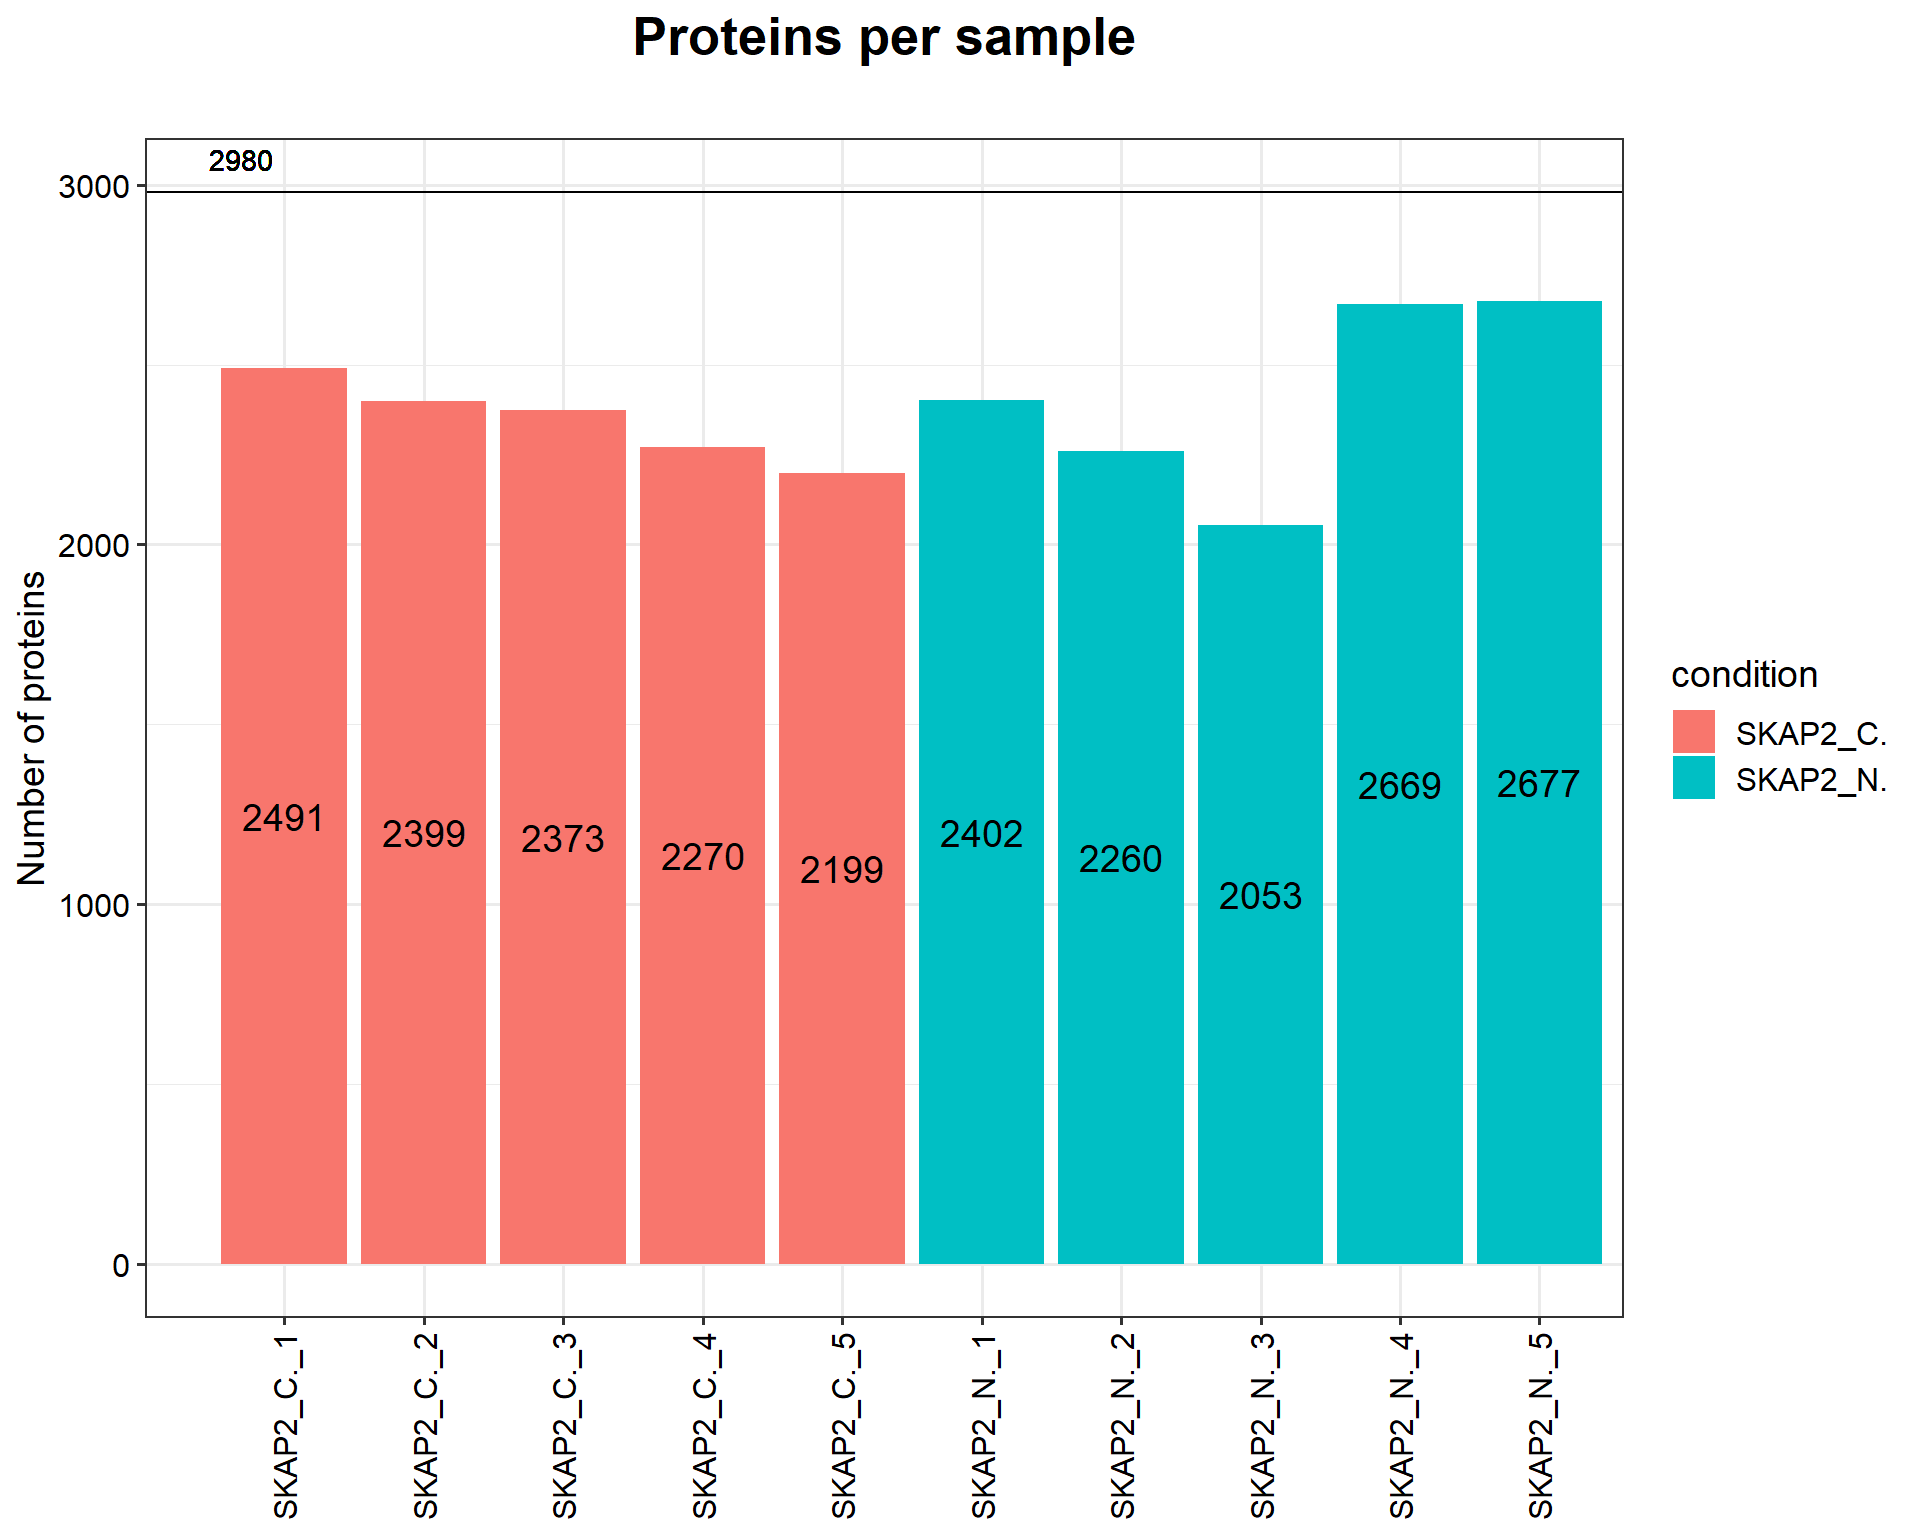 Proteins per sample
2980
3000
2000
1000
0
Number of proteins
2491
2399
2373
2270
2199
2402
2260
2053
2669
2677
SKAP2_C._1
SKAP2_C._2
SKAP2_C._3
SKAP2_C._4
SKAP2_C._5
SKAP2_N._1
SKAP2_N._2
SKAP2_N._3
SKAP2_N._4
SKAP2_N._5
condition
SKAP2_C.
SKAP2_N.